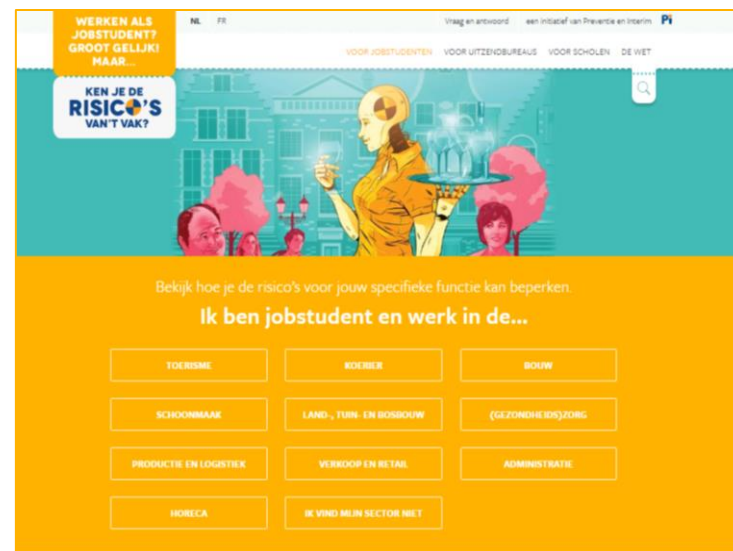 WERKEN ALS
JOBSTUDENT?
GROOT GELIJK!
MAAR...
NL FR
Vraag en antwoord een initiatief van Preventie en Interim Pi
VOOR JOBSTUDENTEN VOOR UITZENDBUREAUS VOOR SCHOLEN DE WET
KEN JE DE
RISICO'S
VAN'T VAK?
Bekijk hoe je de risico's voor jouw specifieke functie kan beperken.
Ik ben jobstudent en werk in de...
TOERISME KOERIER BOUW
SCHOONMAAK LAND-, TUIN- EN BOSBOUW (GEZONDHEIDS)ZORG
PRODUCTIE EN LOGISTIEK VERKOOP EN RETAIL ADMINISTRATIE
HORECA IK VIND MIJN SECTOR NIET